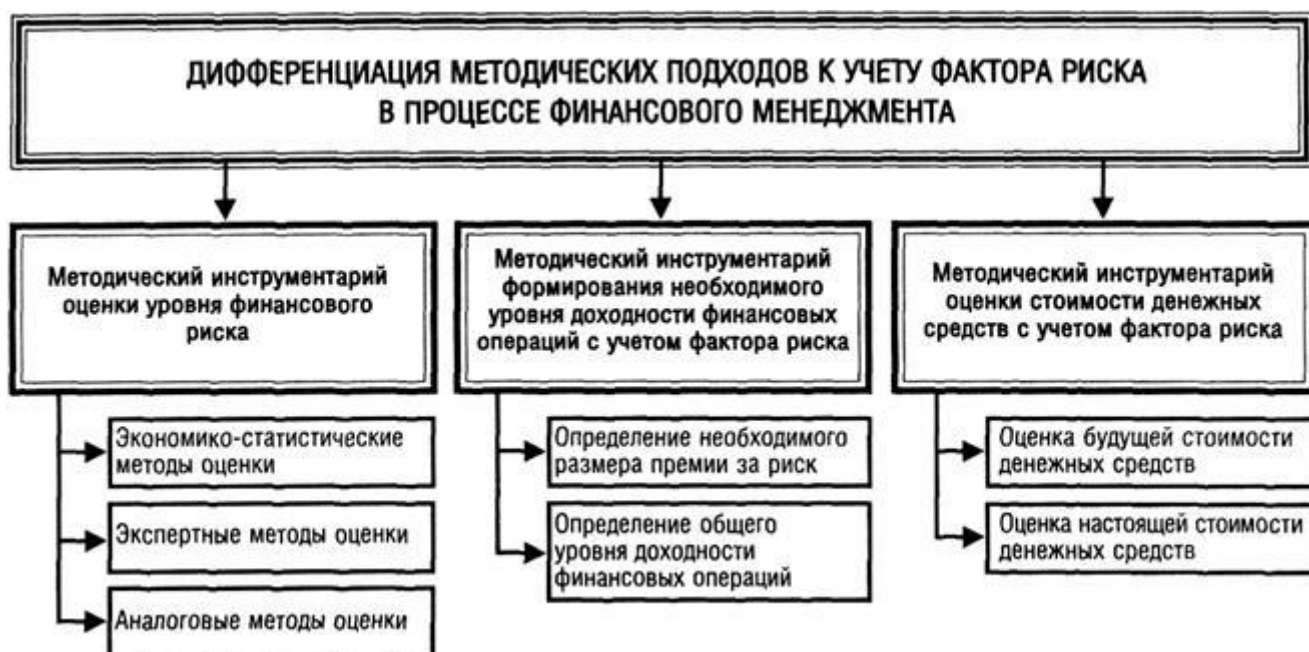 ДИФФЕРЕНЦИАЦИЯ МЕТОДИЧЕСКИХ ПОДХОДОВ К УЧЕТУ ФАКТОРА РИСКА
В ПРОЦЕССЕ ФИНАНСОВОГО МЕНЕДЖМЕНТА
Методический инструментарий
оценки уровня финансового
риска
Экономико-статистические
методы оценки
Экспертные методы оценки
Аналоговые методы оценки
Методический инструментарий
формирования необходимого
уровня доходности финансовых
операций с учетом фактора риска
Определение необходимого
размера премии за риск
Определение общего
уровня доходности
финансовых операций
Методический инструментарий
оценки стоимости денежных
средств с учетом фактора риска
Оценка будущей стоимости
денежных средств
Оценка настоящей стоимости
денежных средств